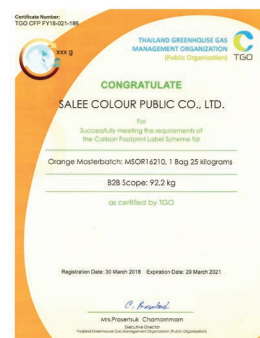 Certificate Number:
TGO CFP FY18-021-186
xxx g
THAILAND GREENHOUSE GAS
MANAGEMENT ORGANIZATION
(Public Organization)
TGO
CONGRATULATE
SALEE COLOUR PUBLIC CO., LTD.
For
Successfully meeting the requirements of
the Carbon Footprint Label Scheme for
Orange Masterbatch: MSOR16210, 1 Bag 25 kilograms
B2B Scope: 92.2 kg
as certified by TGO
Registration Date: 30 March 2018 Expiration Date: 29 March 2021
Mrs.Prasertsuk Chamornmarn
Executive Director
Thailand Greenhouse Gas Management Organization (Public Organization)